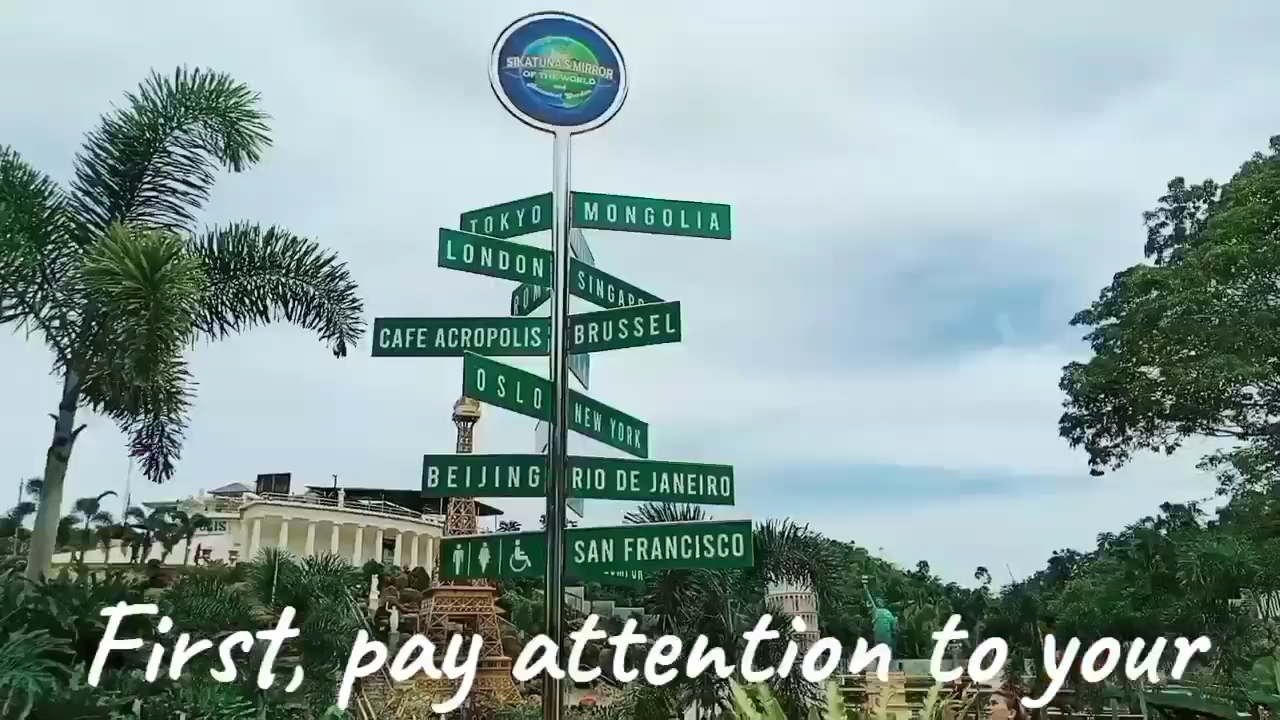 SIKATUNA'S MIRROR
OF THE WORLD
and
TOKYO
MONGOLIA
LONDON
CAFE ACROPOLIS
BRUSSEL
OSLO
NEW YORK
BEIJING
RIO DE JANEIRO
SAN FRANCISCO
First, pay attention to your